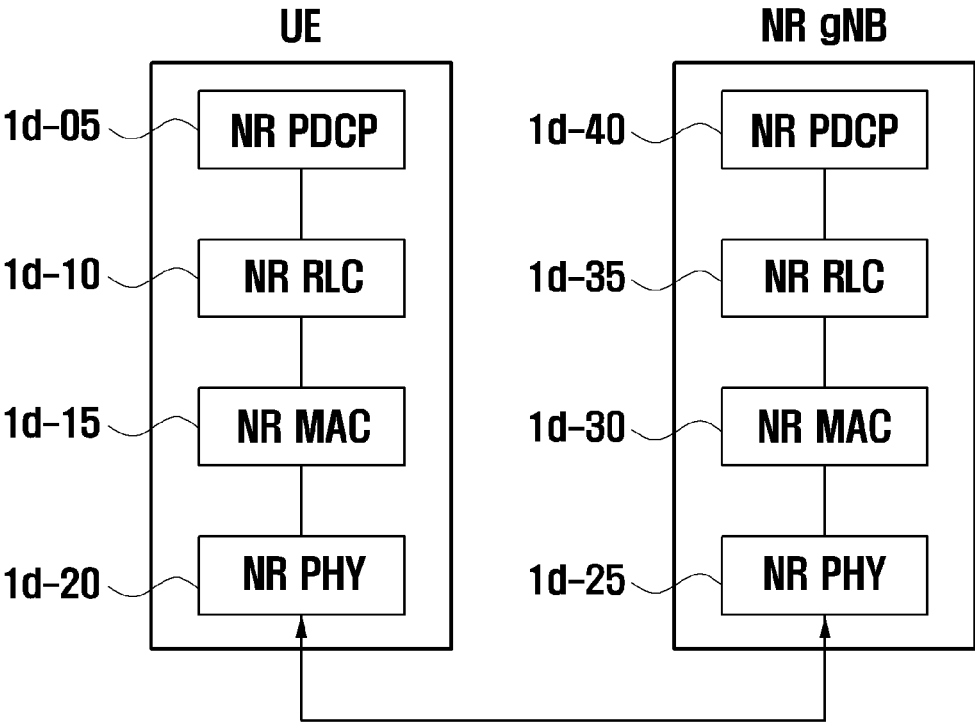 UE
NR gNB
1d-05
NR PDCP
1d-40
NR PDCP
1d-10
NR RLC
1d-35
NR RLC
1d-15
NR MAC
1d-30
NR MAC
1d-20
NR PHY
1d-25
NR PHY